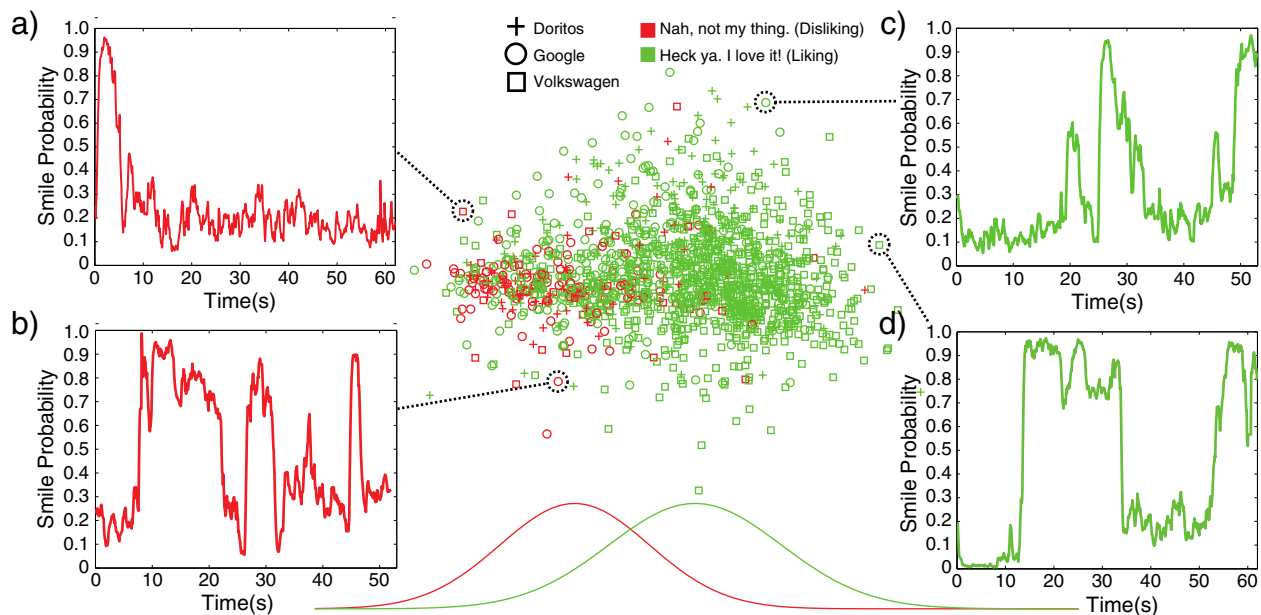 a)
1.0
0.9
0.8
0.7
0.6
0.5
0.4
0.3
0.2
0.1
0
Smile Probability
0 10 20 30 40 50 60
Time(s)
Doritos
Google
Volkswagen
Nah, not my thing. (Disliking)
Heck ya. I love it! (Liking)
c)
1.0
0.9
0.8
0.7
0.6
0.5
0.4
0.3
0.2
0.1
0
Smile Probability
0 10 20 30 40 50
Time(s)
b)
1.0
0.9
0.8
0.7
0.6
0.5
0.4
0.3
0.2
0.1
0
Smile Probability
0 10 20 30 40 50
Time(s)
d)
1.0
0.9
0.8
0.7
0.6
0.5
0.4
0.3
0.2
0.1
0
Smile Probability
0 10 20 30 40 50 60
Time(s)